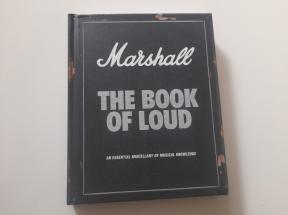 Marshall
THE BOOK
OF LOUD
AN ESSENTIAL MISCELLANY OF MUSICAL KNOWLEDGE